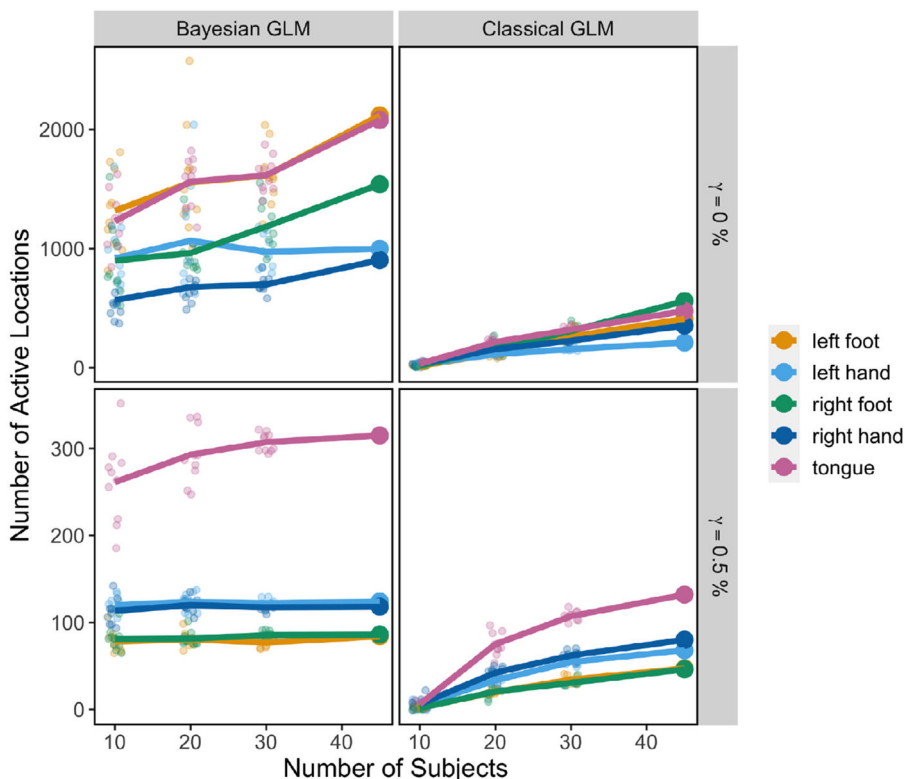 Bayesian GLM
Classical GLM
Number of Active Locations
2000
1000
0
γ = 0 %
300
200
100
0
γ = 0.5 %
10 20 30 40
10 20 30 40
Number of Subjects
left foot
left hand
right foot
right hand
tongue